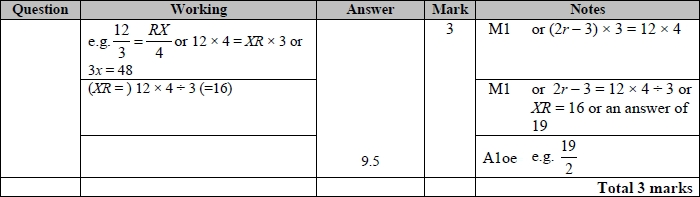 Question Working Answer Mark Notes
e.g. 12/3 = RX/4 or 12 × 4 = XR × 3 or 3 M1 or (2r – 3) × 3 = 12 × 4
3x = 48
(XR = ) 12 × 4 ÷ 3 (=16) M1 or 2r – 3 = 12 × 4 ÷ 3 or
XR = 16 or an answer of
19
9.5 A1oe e.g. 19/2
Total 3 marks